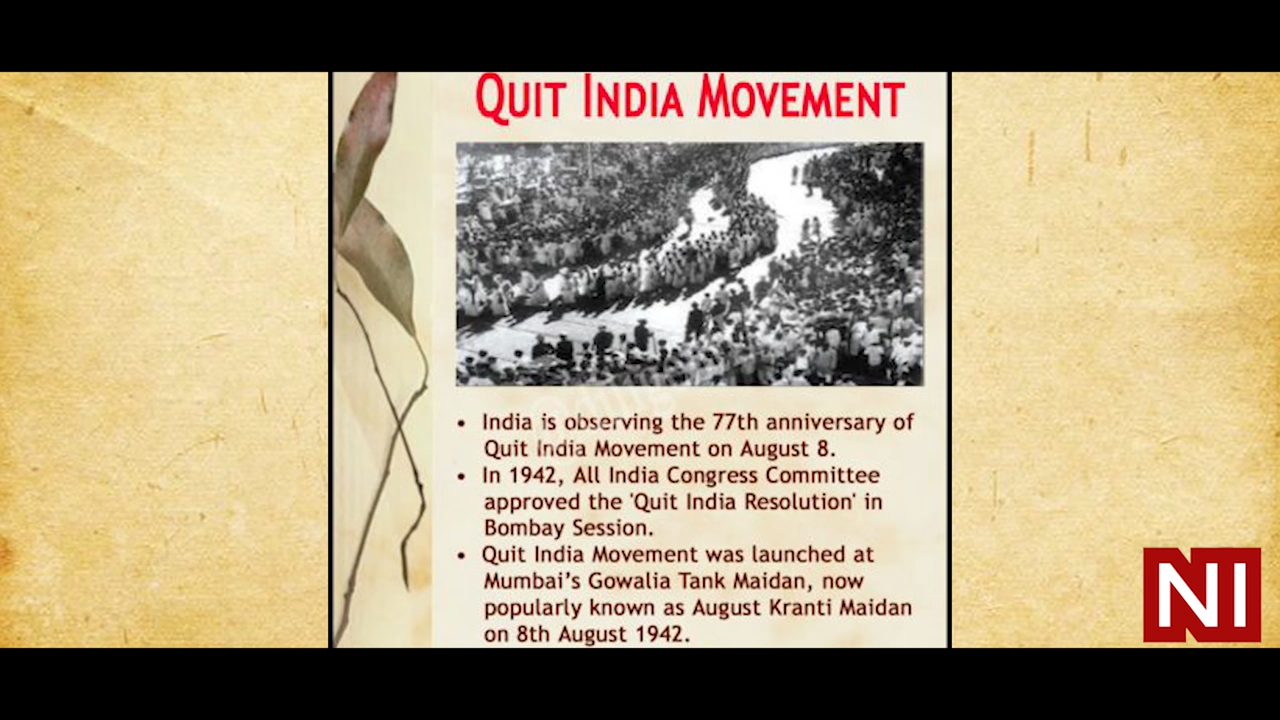 QUIT INDIA MOVEMENT
• India is observing the 77th anniversary of
Quit India Movement on August 8.
• In 1942, All India Congress Committee
approved the 'Quit India Resolution' in
Bombay Session.
• Quit India Movement was launched at
Mumbai’s Gowalia Tank Maidan, now
popularly known as August Kranti Maidan
on 8th August 1942.
NI